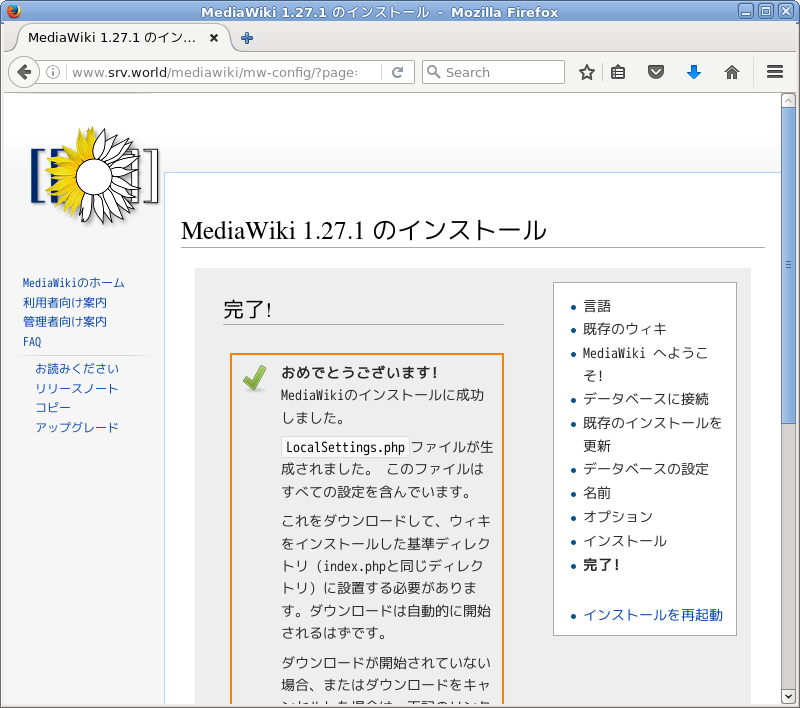 MediaWiki 1.27.1 のインストール - Mozilla Firefox
MediaWiki 1.27.1 のイン...
www.srv.world/mediawiki/mw-config/?page=
Search
MediaWiki 1.27.1 のインストール
MediaWikiのホーム
利用者向け案内
管理者向け案内
FAQ
お読みください
リリースノート
コピー
アップグレード
完了!
おめでとうございます!
MediaWikiのインストールに成功
しました。
LocalSettings.php ファイルが生
成されました。 このファイルは
すべての設定を含んでいます。
これをダウンロードして、ウィキ
をインストールした基準ディレク
トリ (index.phpと同じディレク
トリ) に設置する必要がありま
す。ダウンロードは自動的に開始
されるはずです。
ダウンロードが開始されていない
場合、またはダウンロードをキャ
言語
既存のウィキ
MediaWiki へようこ
そ!
データベースに接続
既存のインストールを
更新
データベースの設定
名前
オプション
インストール
完了!
インストールを再起動